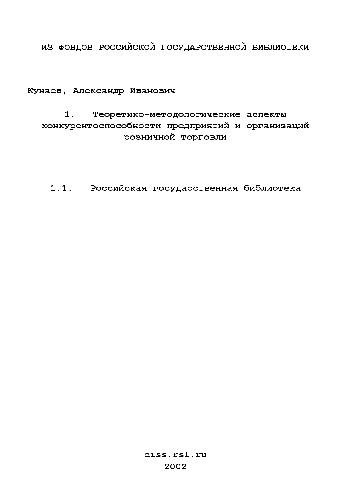 ИЗ ФОНДОВ РОССИЙСКОЙ ГОСУДАРСТВЕННОЙ БИБЛИОТЕКИ
Кунаев, Александр Иванович
1. Теоретико-методологические аспекты
конкурентоспособности предприятий и организаций
розничной торговли
1.1. Российская государственная библиотека
diss.rsl.ru
2002